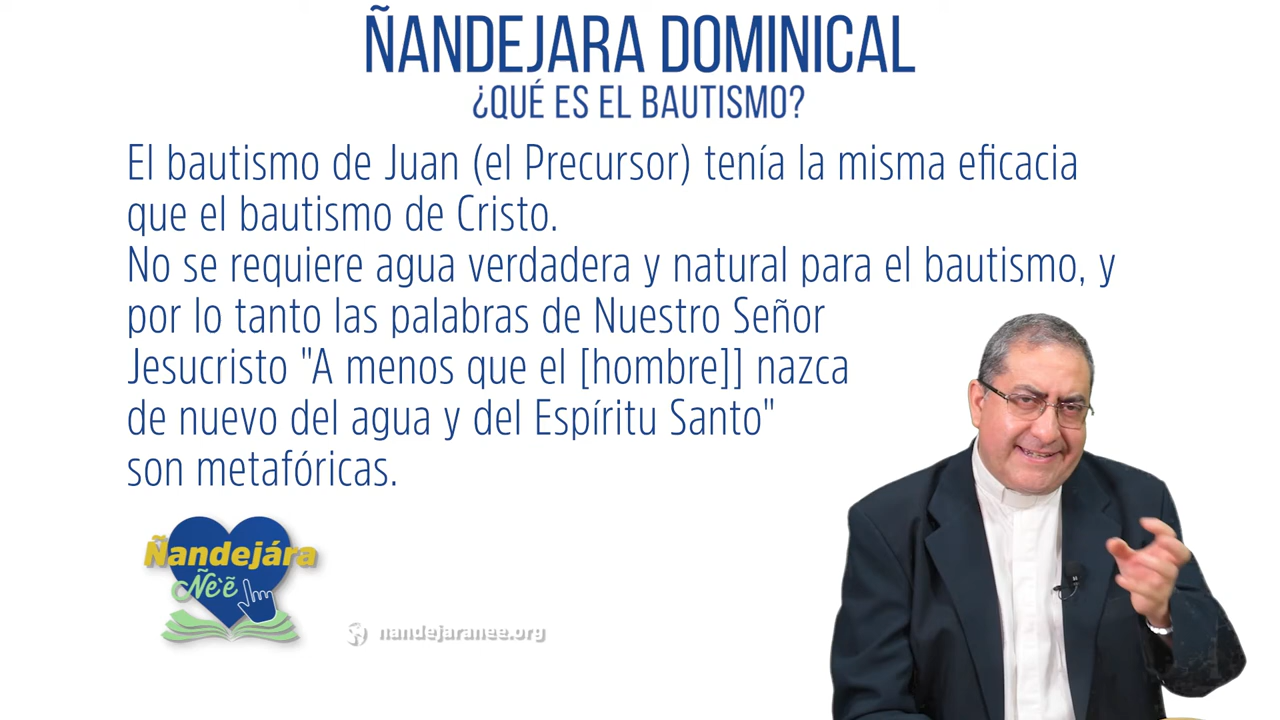 ÑANDEJARA DOMINICAL
¿QUÉ ES EL BAUTISMO?
El bautismo de Juan (el Precursor) tenía la misma eficacia
que el bautismo de Cristo.
No se requiere agua verdadera y natural para el bautismo, y
por lo tanto las palabras de Nuestro Señor
Jesucristo "A menos que el [hombre]] nazca
de nuevo del agua y del Espíritu Santo"
son metafóricas.
Ñandejára
Ñe'ẽ
nandejaranee.org